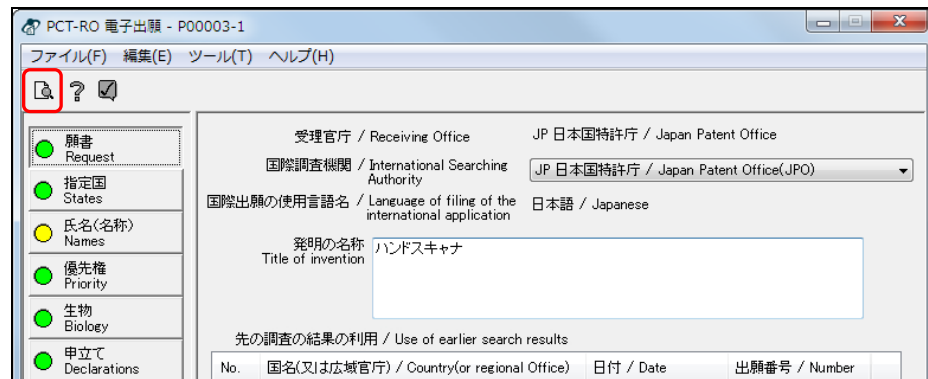 PCT-RO 電子出願 - P00003-1
ファイル(F) 編集(E) ツール(T) ヘルプ(H)
願書
Request
指定国
States
氏名(名称)
Names
優先権
Priority
生物
Biology
申立て
Declarations
受理官庁 / Receiving Office JP 日本国特許庁 / Japan Patent Office
国際調査機関 / International Searching
Authority
JP 日本国特許庁 / Japan Patent Office(JPO)
国際出願の使用言語名 / Language of filing of the
international application
日本語 / Japanese
発明の名称
Title of invention
ハンドスキャナ
先の調査の結果の利用 / Use of earlier search results
No. 国名(又は広域官庁) / Country(or regional Office) 日付 / Date 出願番号 / Number